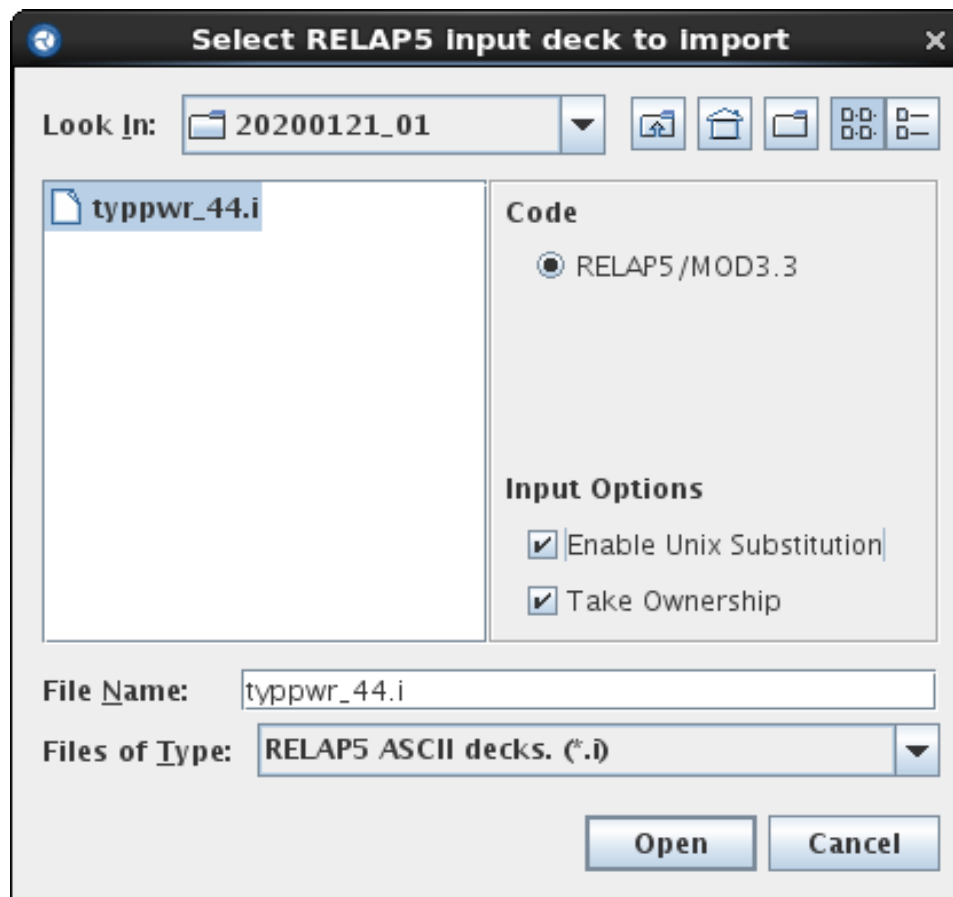 Select RELAP5 input deck to import
Look In: 20200121_01
typpwr_44.i
Code
RELAP5/MOD3.3
Input Options
Enable Unix Substitution
Take Ownership
File Name: typpwr_44.i
Files of Type: RELAP5 ASCII decks. (*.i)
Open Cancel